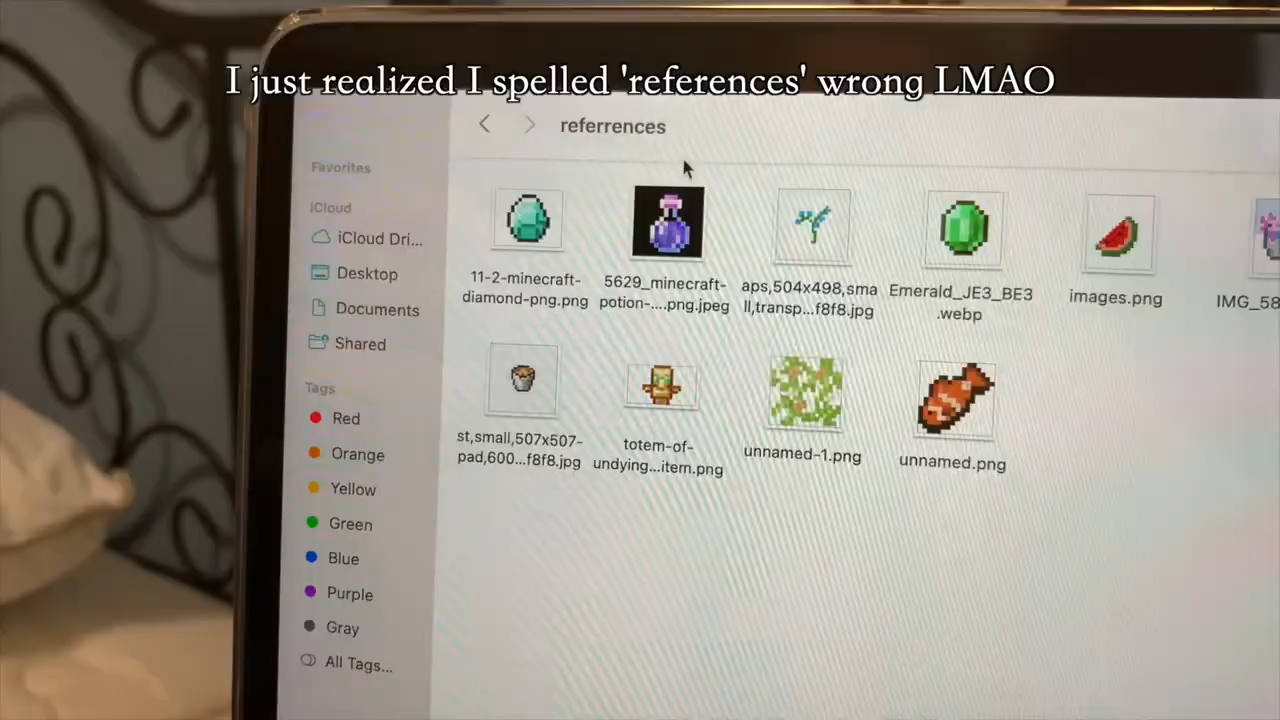 I just realized I spelled 'references' wrong LMAO
referrences
Favorites
iCloud
iCloud Dri...
Desktop
Documents
Shared
Tags
Red
Orange
Yellow
Green
Blue
Purple
Gray
All Tags...
11-2-minecraft-
diamond-png.png
5629_minecraft-
potion-....png.jpeg
aps,504x498,sma
ll,transp...f8f8.jpg
Emerald_JE3_BE3
.webp
images.png
IMG_58
st,small,507x507-
pad,600...f8f8.jpg
totem-of-
undying...item.png
unnamed-1.png
unnamed.png